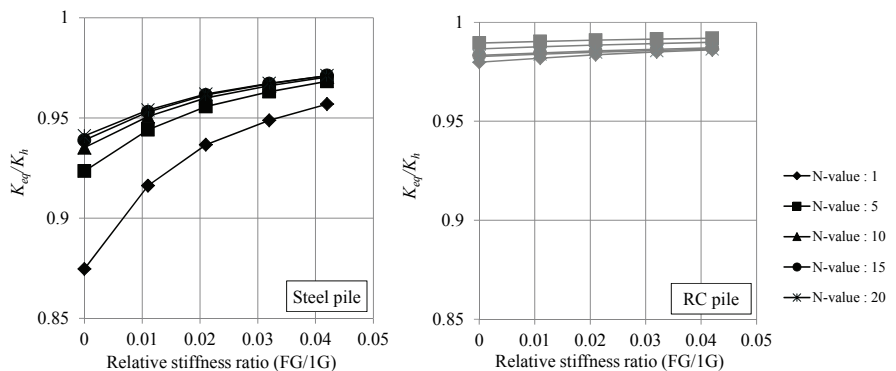 1
0.95
0.9
0.85
K_eq/K_h
0
0.01
0.02
0.03
0.04
0.05
Relative stiffness ratio (FG/1G)
Steel pile
1
0.95
0.9
0.85
K_eq/K_h
0
0.01
0.02
0.03
0.04
0.05
Relative stiffness ratio (FG/1G)
RC pile
N-value : 1
N-value : 5
N-value : 10
N-value : 15
N-value : 20